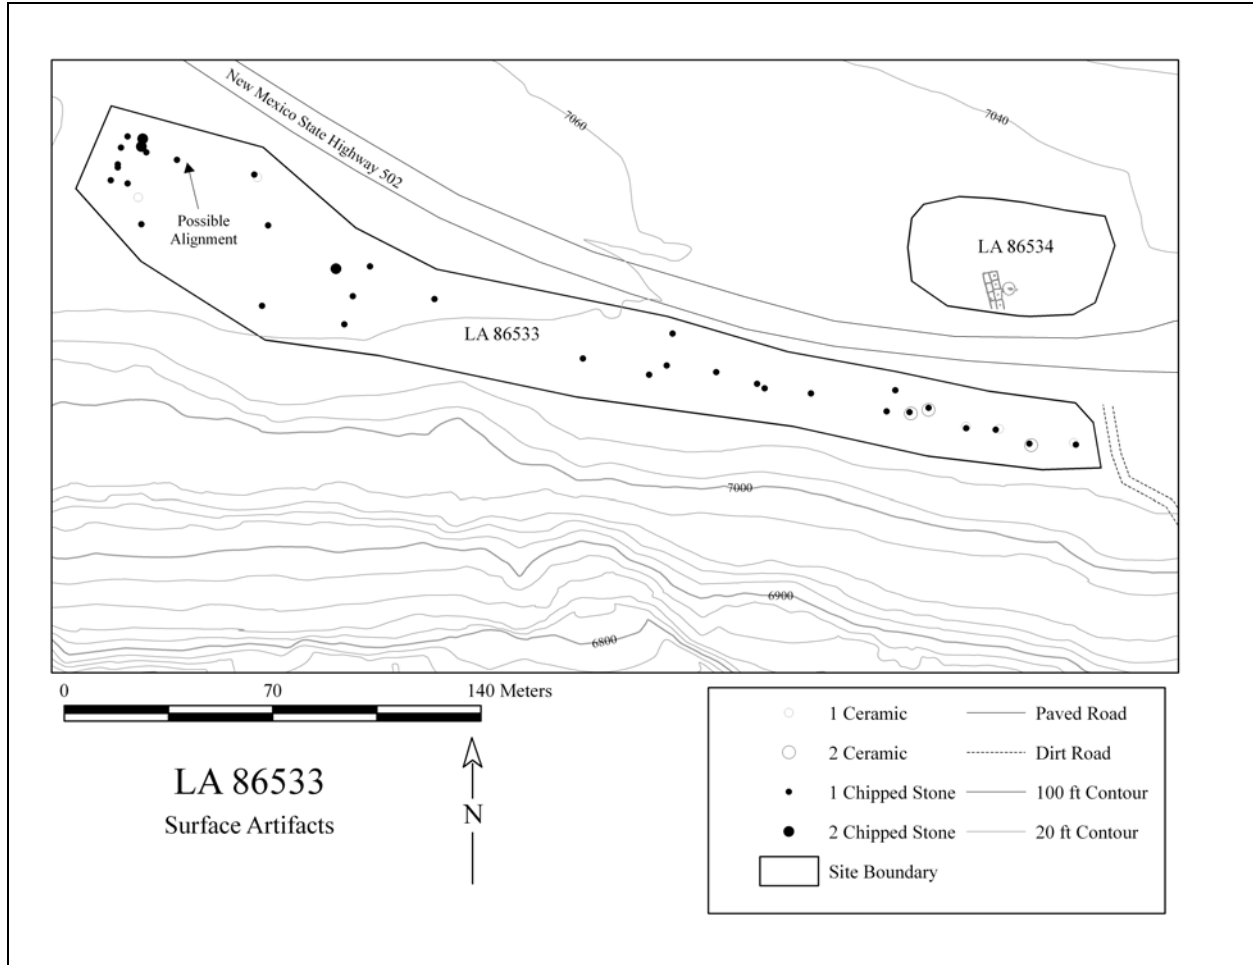 New Mexico State Highway 502
7060
7040
Possible
Alignment
LA 86534
LA 86533
7000
6900
6800
0 70 140 Meters
LA 86533
Surface Artifacts
N
1 Ceramic
2 Ceramic
1 Chipped Stone
2 Chipped Stone
Site Boundary
Paved Road
Dirt Road
100 ft Contour
20 ft Contour